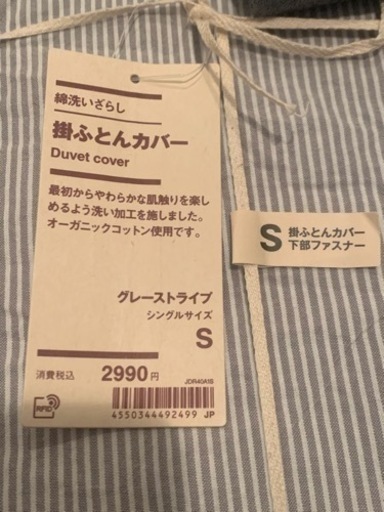 綿洗いざらし
掛ふとんカバー
Duvet cover
最初からやわらかな肌触りを楽し
めるよう洗い加工を施しました。
オーガニックコットン使用です。
グレーストライプ
シングルサイズ
S
消費税込 2990円
JDR40A1S
RFID
4550344492499 JP
S 掛ふとんカバー
下部ファスナー